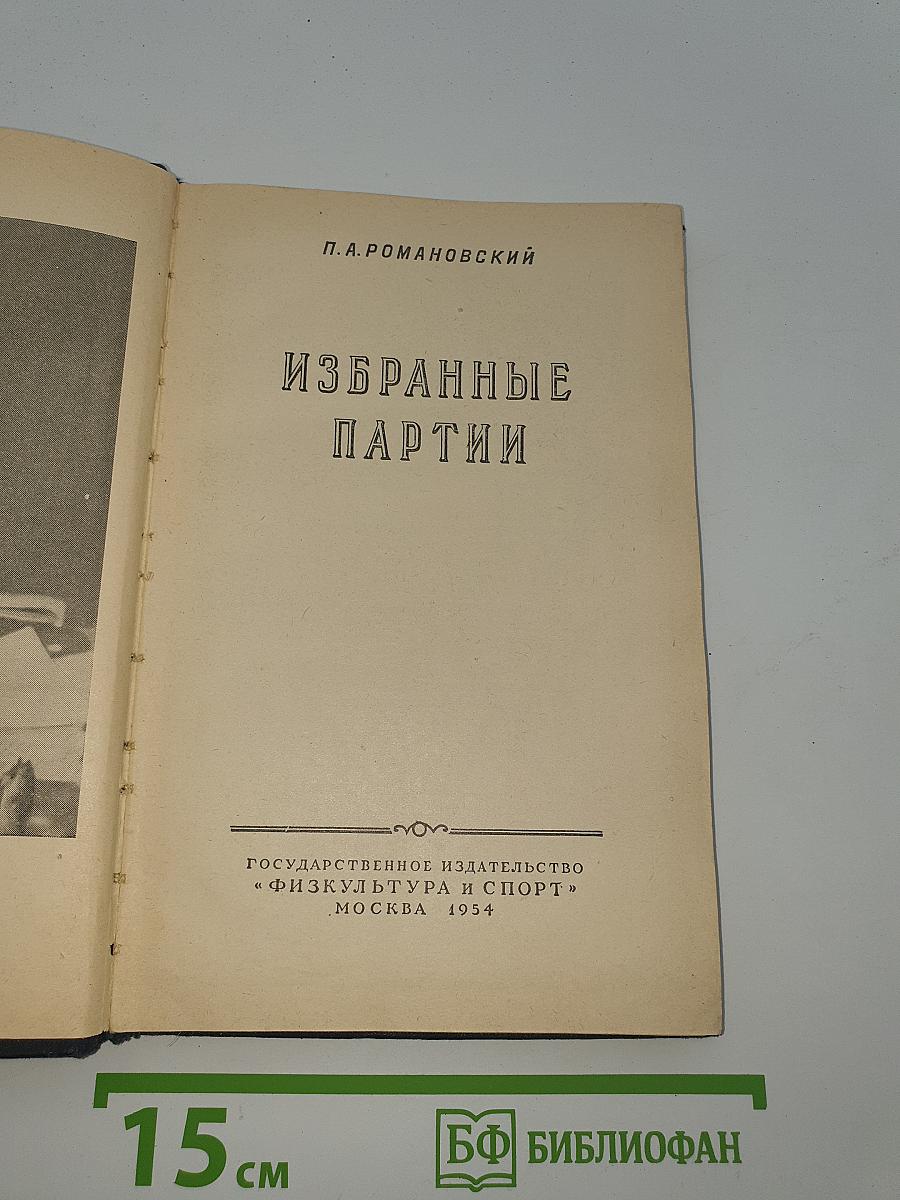 П.А.РОМАНОВСКИЙ
ИЗБРАННЫЕ
ПАРТИИ
ГОСУДАРСТВЕННОЕ ИЗДАТЕЛЬСТВО
«ФИЗКУЛЬТУРА И СПОРТ»
МОСКВА 1954
15 см
БФ БИБЛИОФАН